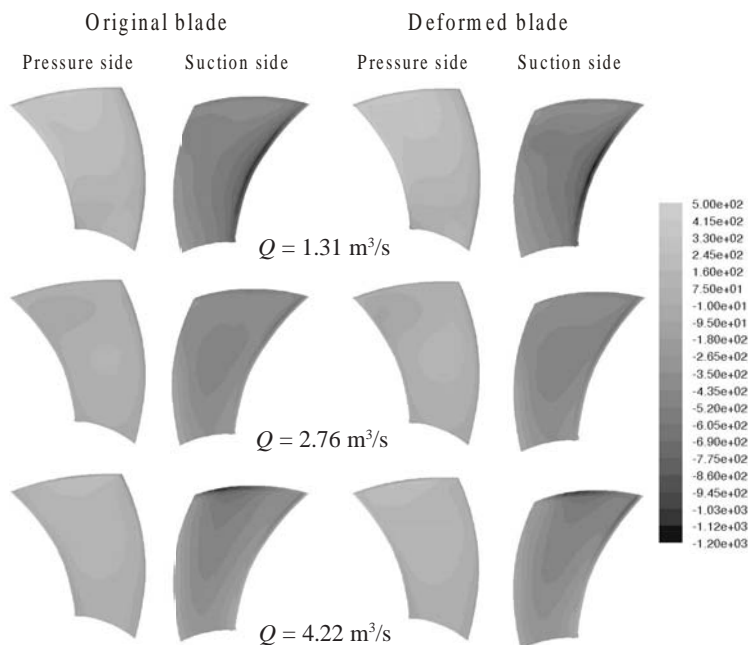 Original blade Deformed blade
Pressure side Suction side Pressure side Suction side
Q = 1.31 m³/s
Q = 2.76 m³/s
Q = 4.22 m³/s
5.00e+02
4.15e+02
3.30e+02
2.45e+02
1.60e+02
7.50e+01
-1.00e+01
-9.50e+01
-1.80e+02
-2.65e+02
-3.50e+02
-4.35e+02
-5.20e+02
-6.05e+02
-6.90e+02
-7.75e+02
-8.60e+02
-9.45e+02
-1.03e+03
-1.12e+03
-1.20e+03